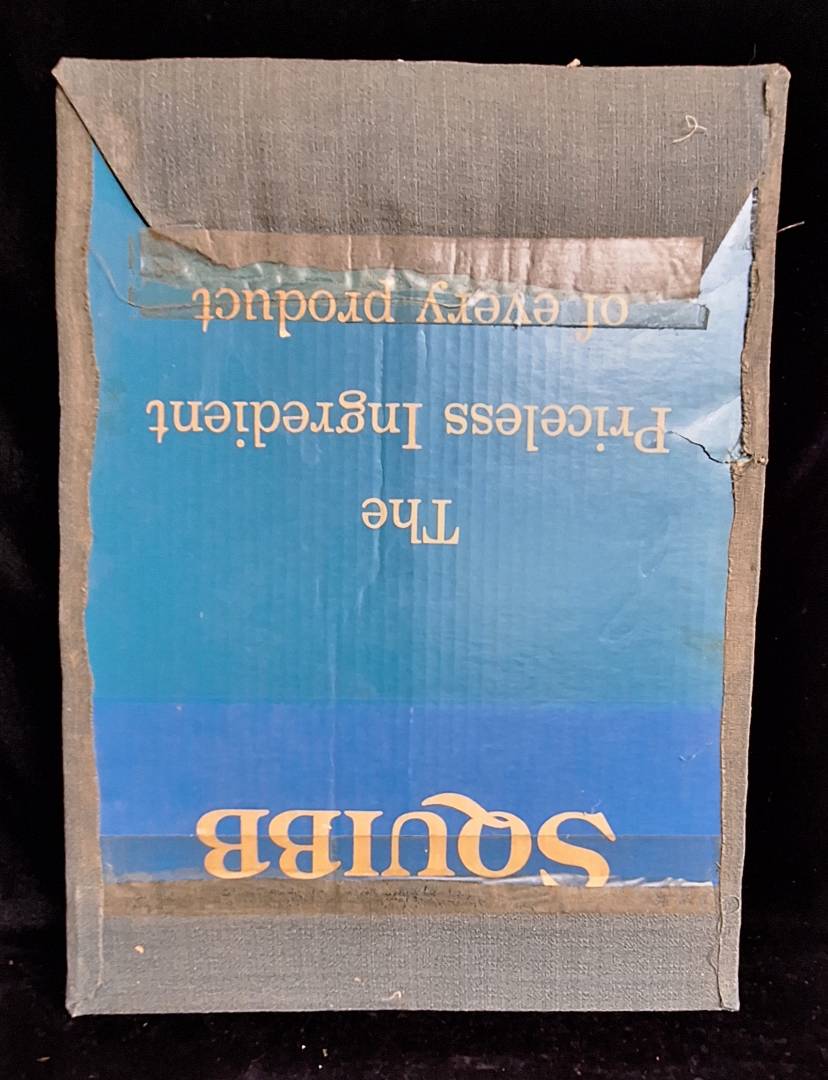 SQUIBB
The
Priceless Ingredient
of every product